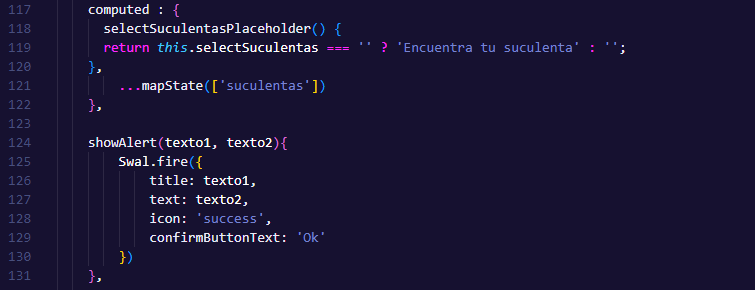 117 computed : {
118 selectSuculentasPlaceholder() {
119 return this.selectSuculentas === '' ? 'Encuentra tu suculenta' : '';
120 },
121 ...mapState(['suculentas'])
122 },
123
124 showAlert(texto1, texto2){
125 Swal.fire({
126 title: texto1,
127 text: texto2,
128 icon: 'success',
129 confirmButtonText: 'Ok'
130 })
131 },